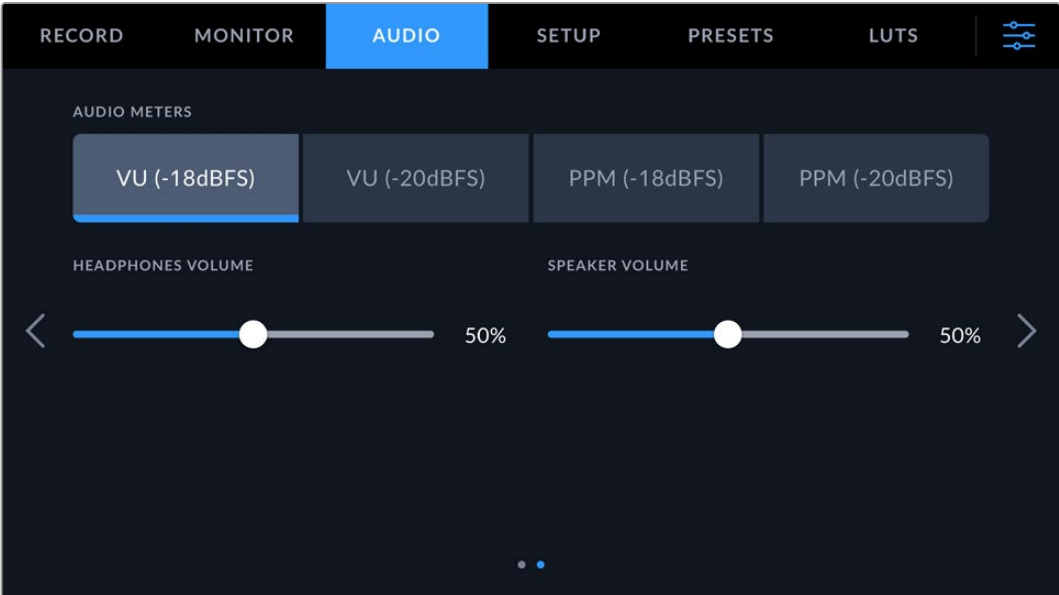 RECORD MONITOR AUDIO SETUP PRESETS LUTS
AUDIO METERS
VU (-18dBFS) VU (-20dBFS) PPM (-18dBFS) PPM (-20dBFS)
HEADPHONES VOLUME SPEAKER VOLUME
50% 50%